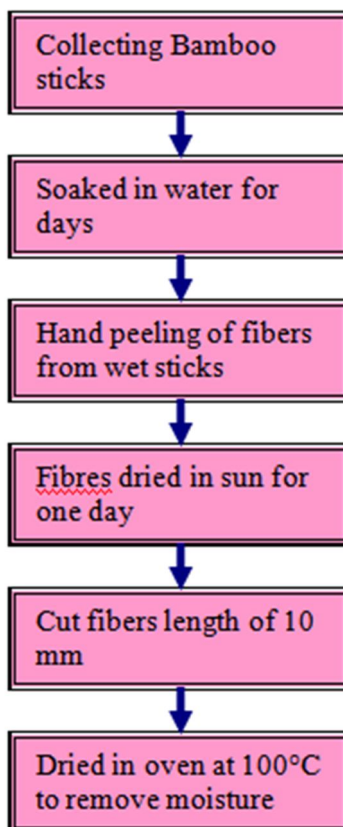 Collecting Bamboo
sticks
Soaked in water for
days
Hand peeling of fibers
from wet sticks
Fibres dried in sun for
one day
Cut fibers length of 10
mm
Dried in oven at 100°C
to remove moisture